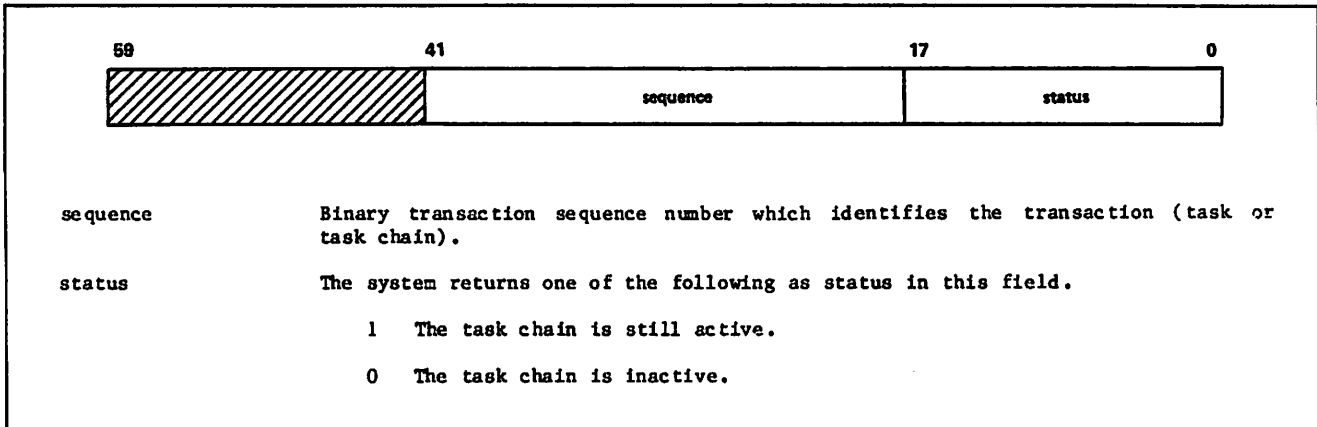 59 41 17 0
sequence status
sequence Binary transaction sequence number which identifies the transaction (task or
task chain).
status The system returns one of the following as status in this field.
1 The task chain is still active.
0 The task chain is inactive.